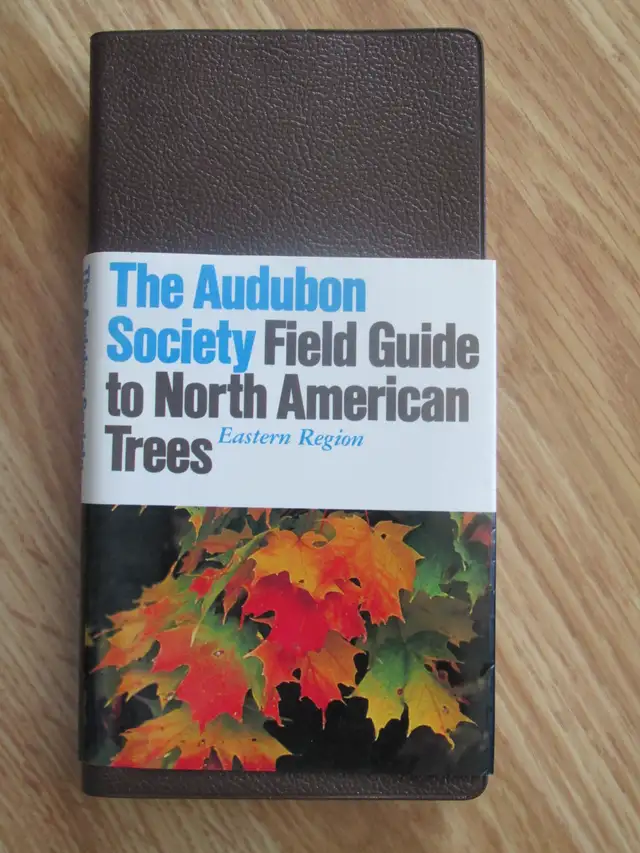 The Audubon
Society Field Guide
to North American
Trees Eastern Region